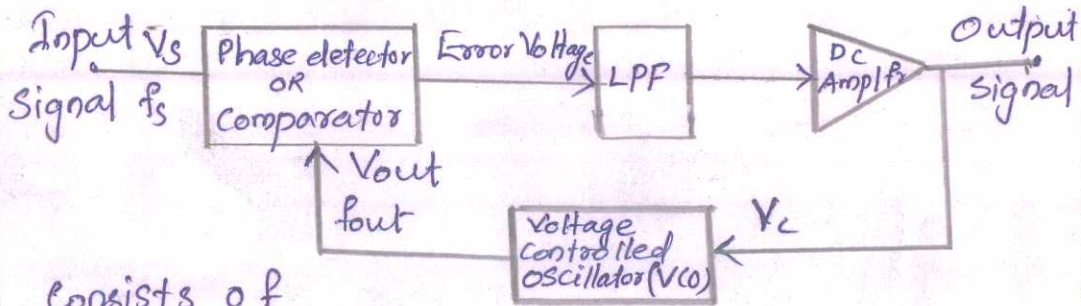 Input Vs
Signal fs
Phase detector
OR
Comparator
Error Voltage
LPF
DC
Amplfr
Output
Signal
Vout
fout
Voltage
Controlled
Oscillator (VCO)
Vc
Consists of